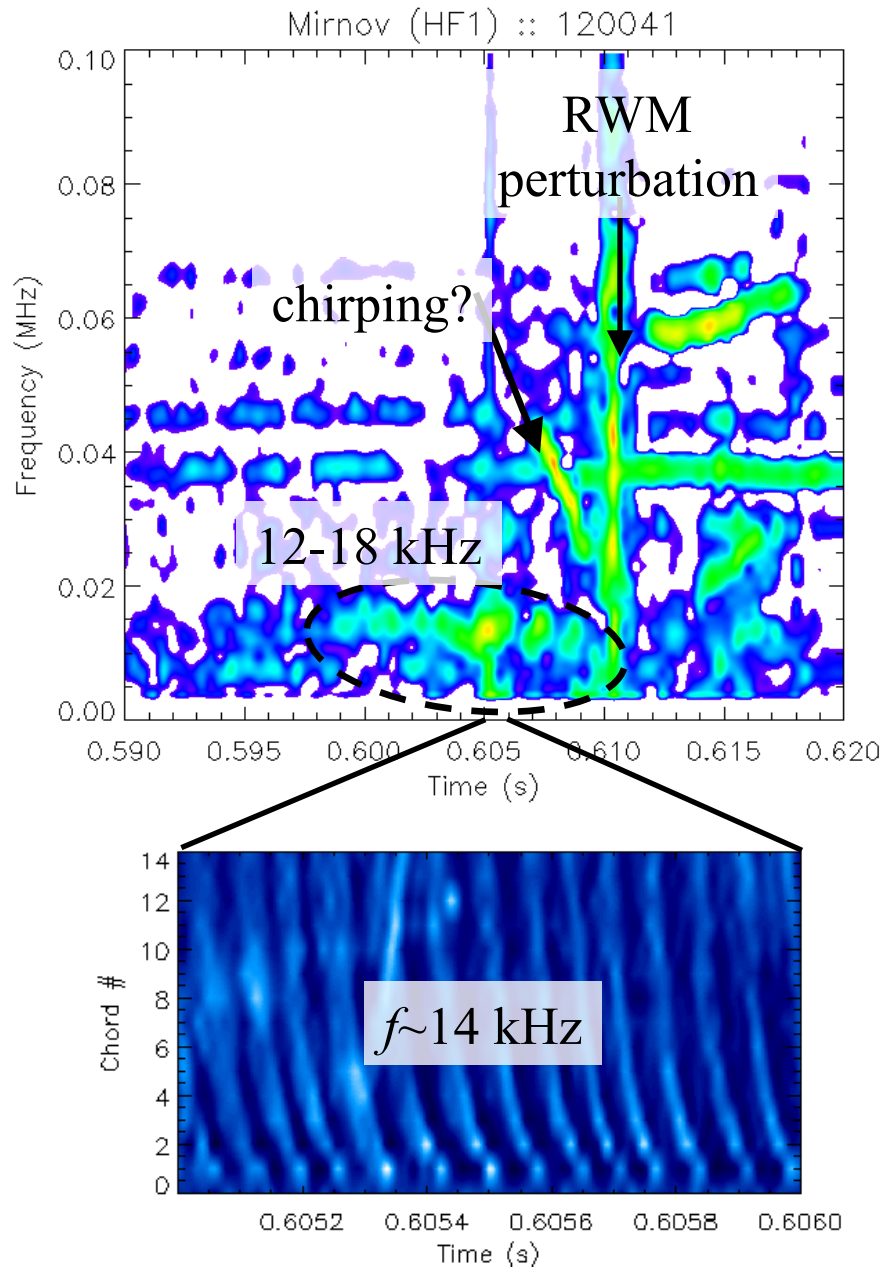 Mirnov (HF1) :: 120041
0.10
0.08
0.06
0.04
0.02
0.00
Frequency (MHz)
RWM
perturbation
chirping?
12-18 kHz
0.590 0.595 0.600 0.605 0.610 0.615 0.620
Time (s)
14
12
10
8
6
4
2
0
Chord #
f~14 kHz
0.6052 0.6054 0.6056 0.6058 0.6060
Time (s)